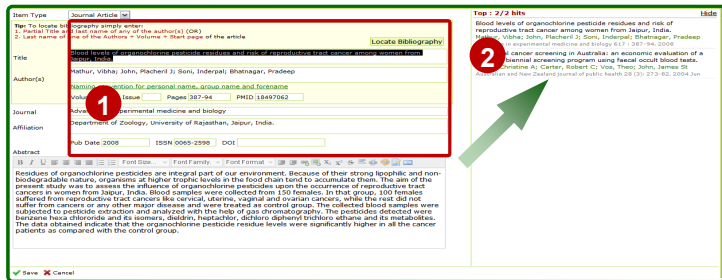 Item Type Journal Article
Tip: To locate bibliography simply enter:
1. Partial Title and last name of any of the author(s) (OR)
2. Last name of one of the Authors + Volume + Start page of the article
Locate Bibliography
Title
Blood levels of organochlorine pesticide residues and risk of reproductive tract cancer among women from
Jaipur, India.
Author(s)
Mathur, Vibha; John, Placheril J; Soni, Inderpal; Bhatnagar, Pradeep
Naming convention for personal name, group name and forename
Issue Pages 387-94 PMID 18497062
Journal
experimental medicine and biology
Affiliation
Department of Zoology, University of Rajasthan, Jaipur, India.
Pub Date 2008 ISSN 0065-2598 DOI
Abstract
B I U Font Size... Font Family Font Format
Residues of organochlorine pesticides are integral part of our environment. Because of their strong lipophilic and non-
biodegradable nature, organisms at higher trophic levels in the food chain tend to accumulate them. The aim of the
present study was to assess the influence of organochlorine pesticides upon the occurrence of reproductive tract
cancers in women from Jaipur, India. Blood samples were collected from 150 females. In that group, 100 females
suffered from reproductive tract cancers like cervical, uterine, vaginal and ovarian cancers, while the rest did not
suffer from cancers or any other major disease and were treated as control group. The collected blood samples were
subjected to pesticide extraction and analyzed with the help of gas chromatography. The pesticides detected were
benzene hexa chloride and its isomers, dieldrin, heptachlor, dichloro diphenyl trichloro ethane and its metabolites.
The data obtained indicate that the organochlorine pesticide residue levels were significantly higher in all the cancer
patients as compared with the control group.
Save Cancel
1
Top : 2/2 hits Hide
Blood levels of organochlorine pesticide residues and risk of
reproductive tract cancer among women from Jaipur, India.
Mathur, Vibha; John, Placheril J; Soni, Inderpal; Bhatnagar, Pradeep
in experimental medicine and biology 617 : 387-94, 2008
cancer screening in Australia: an economic evaluation of a
biennial screening program using faecal occult blood tests.
Christine A; Carter, Robert C; Vos, Theo; John, James St
Australian and New Zealand journal of public health 28 (3): 273-82, 2004 Jun
2